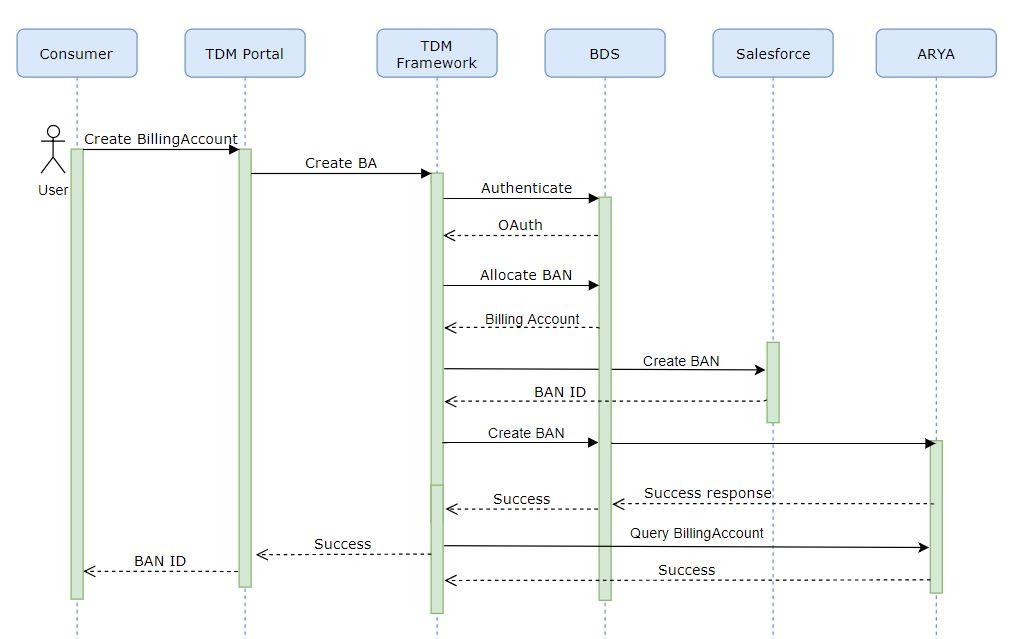 Consumer
TDM Portal
TDM
Framework
BDS
Salesforce
ARYA
Create BillingAccount
User
Create BA
Authenticate
OAuth
Allocate BAN
Billing Account
Create BAN
BAN ID
Create BAN
Success response
Success
Query BillingAccount
Success
BAN ID
Success